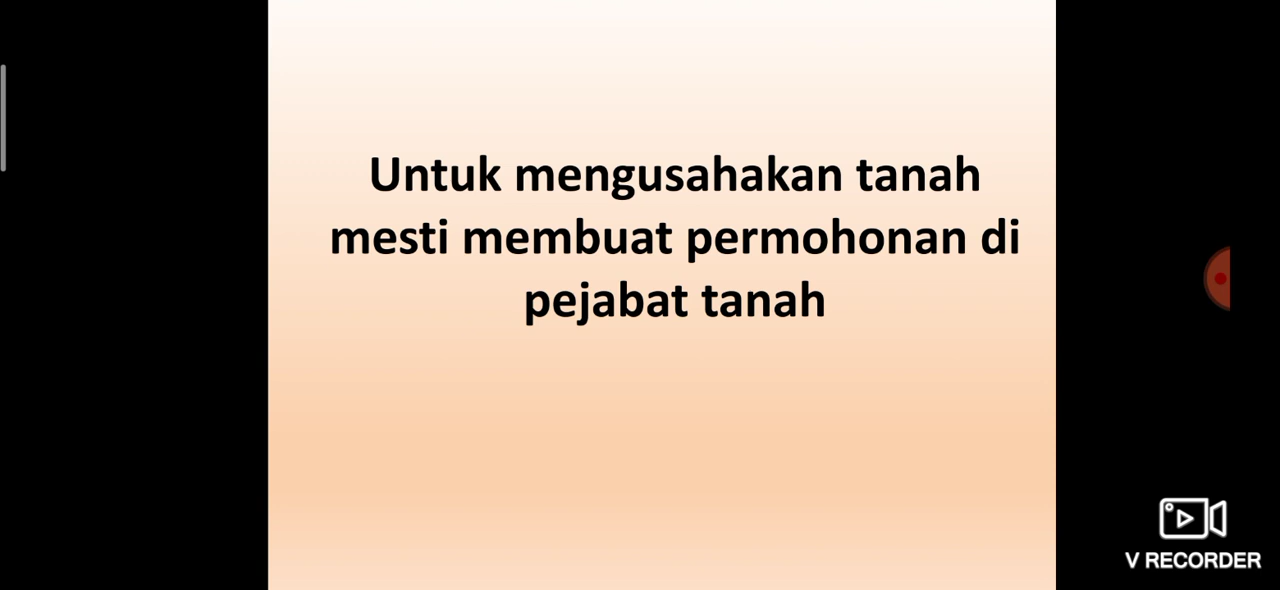 Untuk mengusahakan tanah
mesti membuat permohonan di
pejabat tanah
V RECORDER